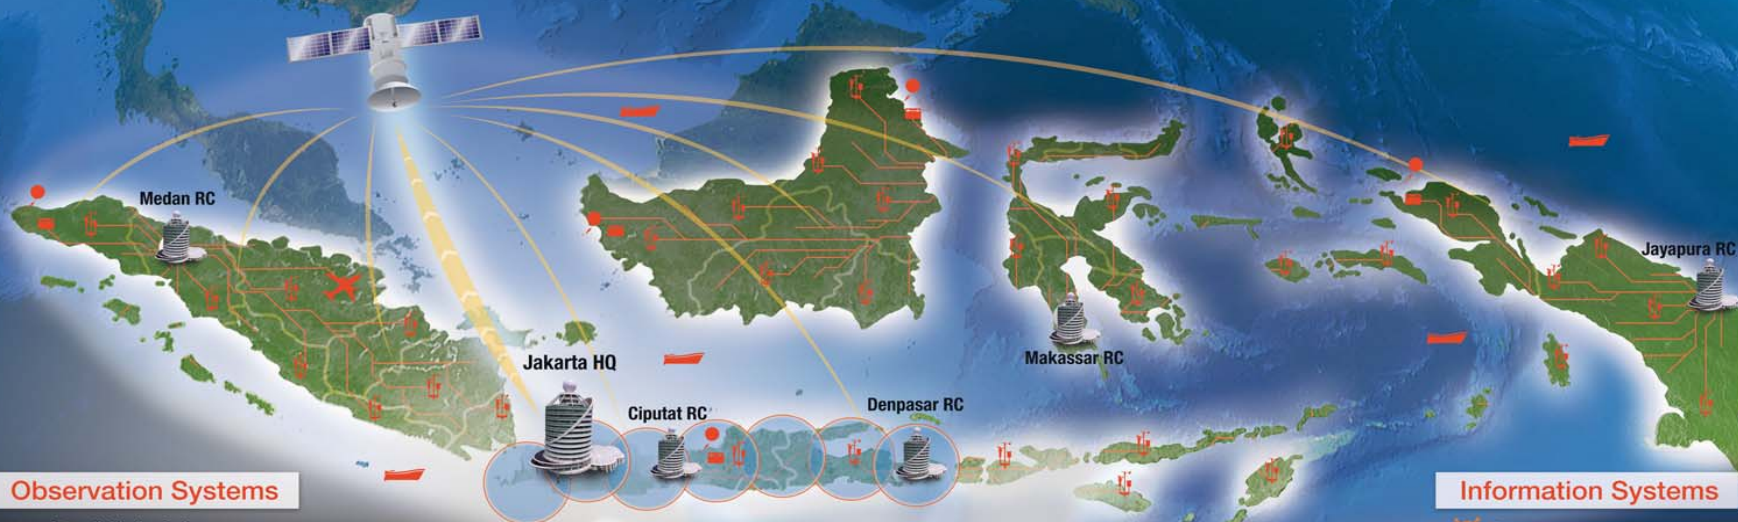 Medan RC
Jayapura RC
Makassar RC
Jakarta HQ
Ciputat RC
Denpasar RC
Observation Systems
Information Systems